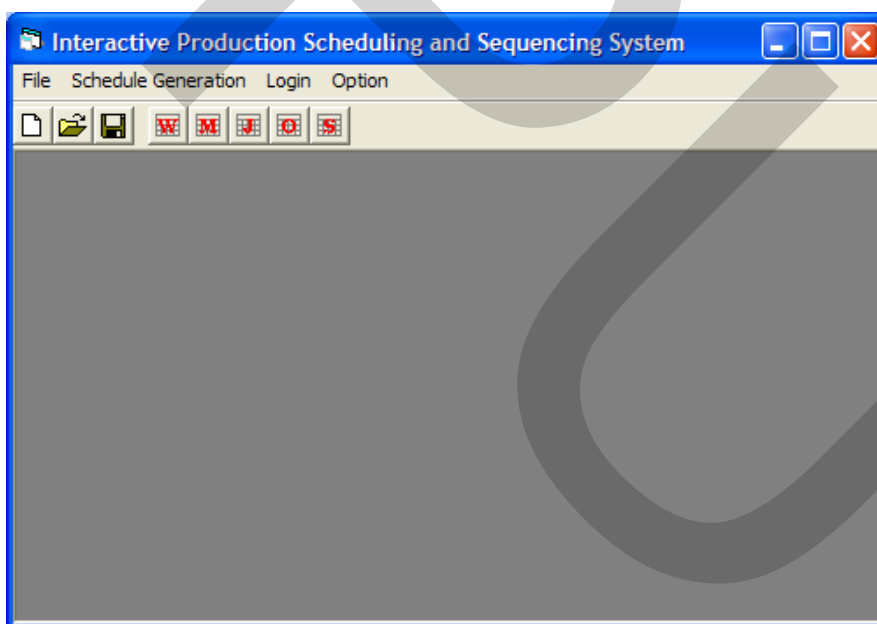 Interactive Production Scheduling and Sequencing System
File Schedule Generation Login Option
W M J O S